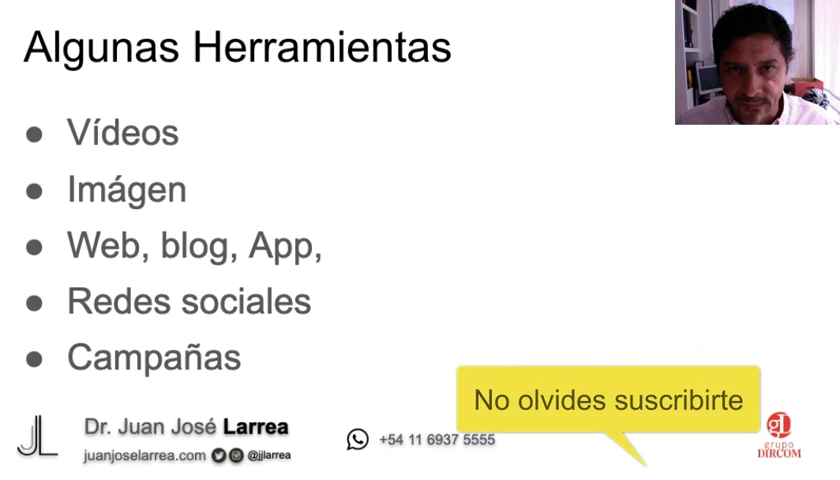 Algunas Herramientas
● Vídeos
● Imágen
● Web, blog, App,
● Redes sociales
● Campañas
No olvides suscribirte
JL
Dr. Juan José Larrea
juanjoselarrea.com @jjlarrea
+54 11 6937 5555
grupo
DIRCOM